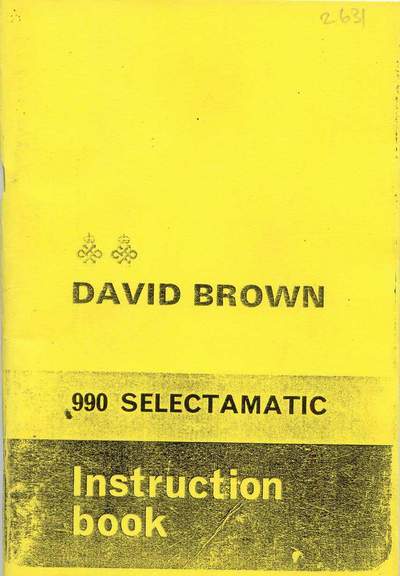 2.631
DAVID BROWN
990 SELECTAMATIC
Instruction
book